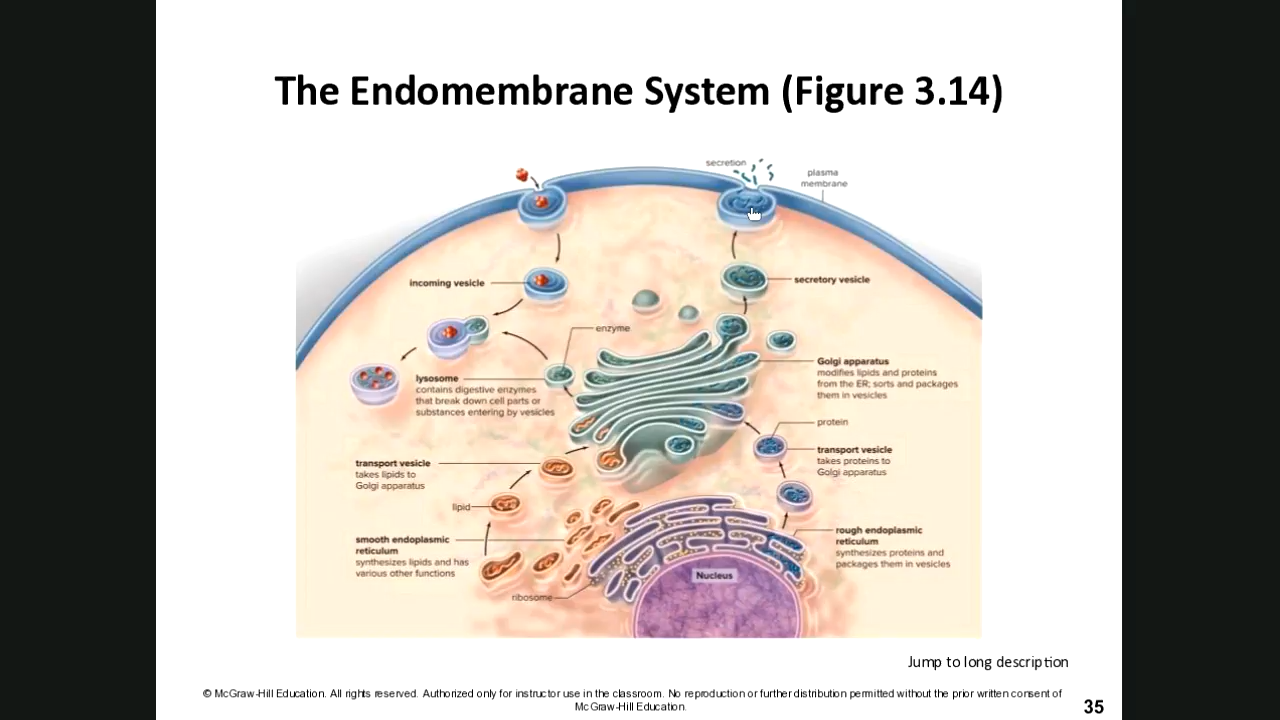 The Endomembrane System (Figure 3.14)
secretion
plasma
membrane
incoming vesicle
secretory vesicle
enzyme
lysosome
contains digestive enzymes
that break down cell parts or
substances entering by vesicles
Golgi apparatus
modifies lipids and proteins
from the ER; sorts and packages
them in vesicles
protein
transport vesicle
takes lipids to
Golgi apparatus
transport vesicle
takes proteins to
Golgi apparatus
lipid
smooth endoplasmic
reticulum
synthesizes lipids and has
various other functions
rough endoplasmic
reticulum
synthesizes proteins and
packages them in vesicles
Nucleus
ribosome
Jump to long description
© McGraw-Hill Education. All rights reserved. Authorized only for instructor use in the classroom. No reproduction or further distribution permitted without the prior written consent of
McGraw-Hill Education.
35